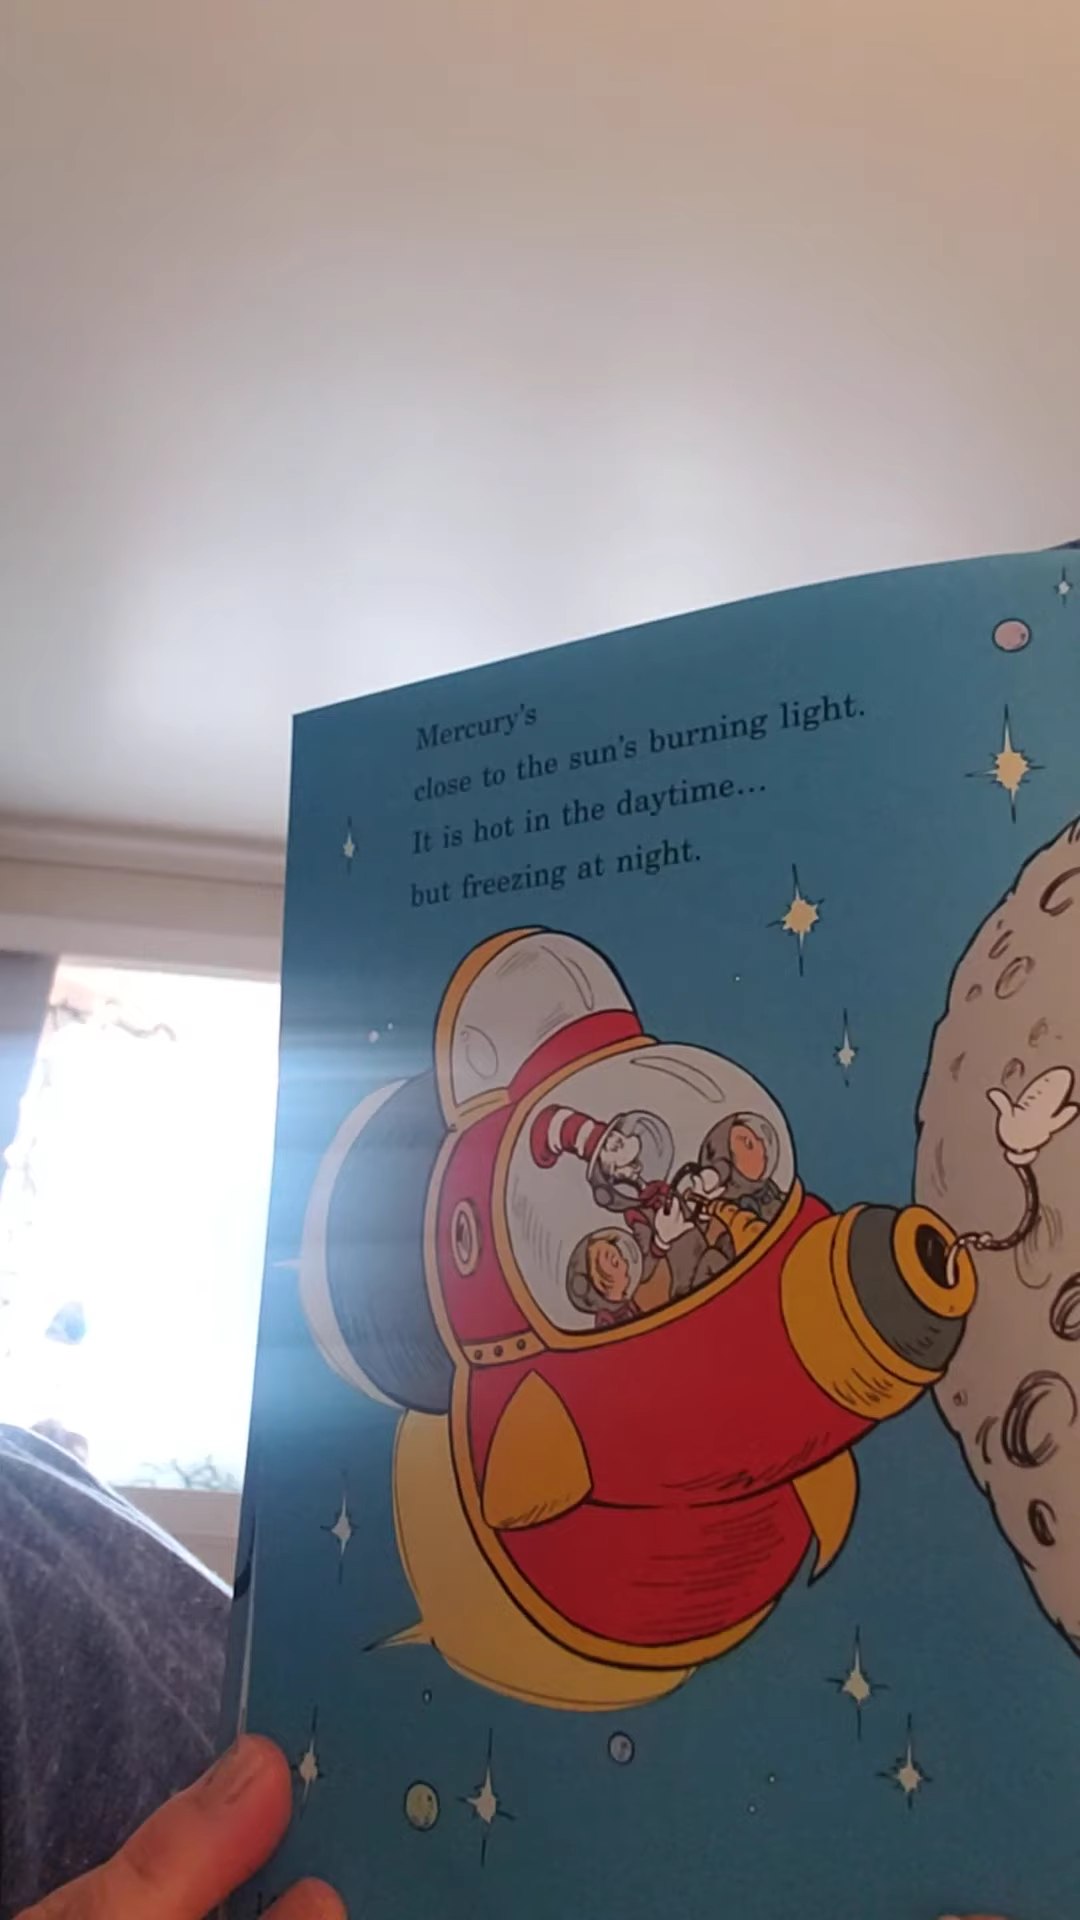 Mercury's
close to the sun's burning light.
It is hot in the daytime...
but freezing at night.